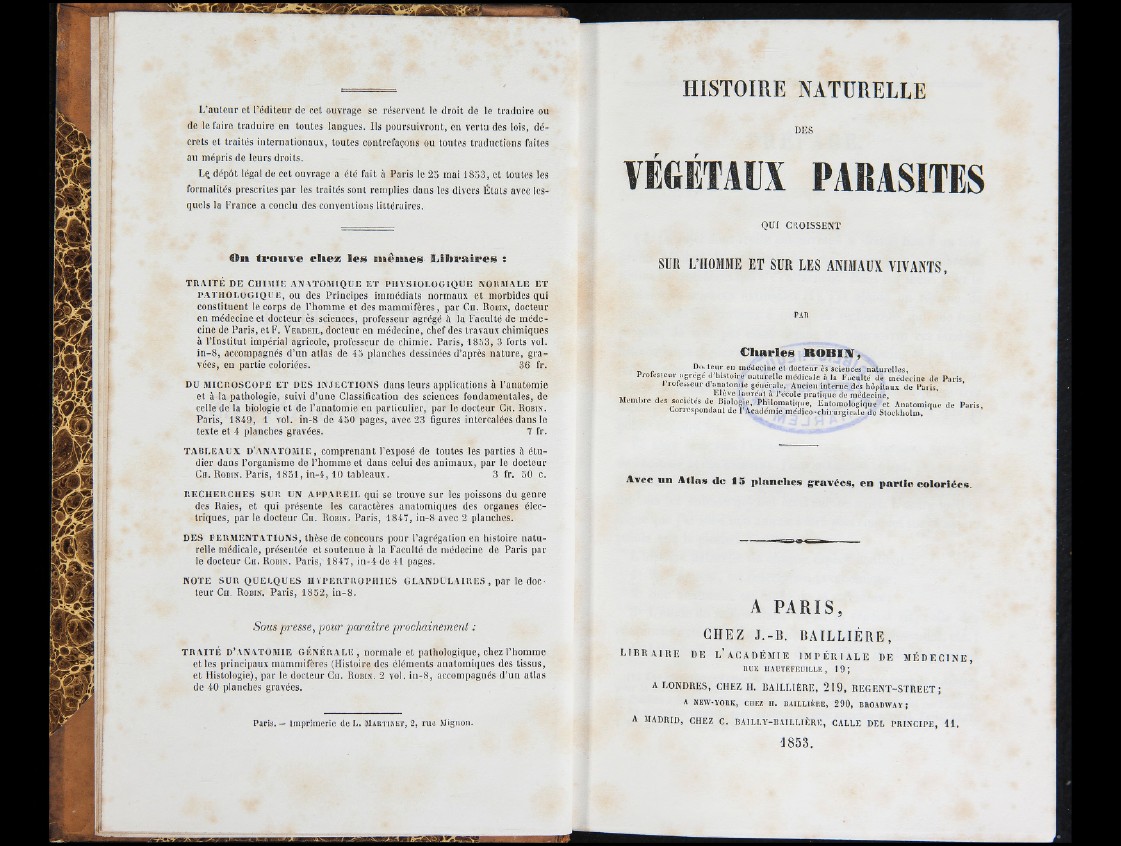 L'auteur et l'éditeur de cet ouvrage se réservent le droit de le traduire ou
de le faire traduire en toutes langues. Ils poursuivront, en vertu des lois, dé-
crets et traités internationaux, toutes contrefaçons ou toutes traductions faites
au mépris de leurs droits.
Le dépôt légal de cet ouvrage a été fait à Paris le 25 mai 1853, et toutes les
formalités prescrites par les traités sont remplies dans les divers États avec les-
quels la France a conclu des conventions littéraires.
On trouve chez les mêmes Libraires :
TRAITÉ DE CHIMIE ANATOMIQUE ET PHYSIOLOGIQUE NORMALE ET
PATHOLOGIQUE, ou des Principes immédiats normaux et morbides qui
constituent le corps de l'homme et des mammifères, par CH. ROBIN, docteur
en médecine et docteur ès sciences, professeur agrégé à la Faculté de méde-
cine de Paris, et F. VERDEIL, docteur en médecine, chef des travaux chimiques
à l'Institut impérial agricole, professeur de chimie. Paris, 1853, 3 forts vol.
in-8, accompagnés d'un atlas de 45 planches dessinées d'après nature, gra-
vées, en partie coloriées. 36 fr.
DU MICROSCOPE ET DES INJECTIONS dans leurs applications à l'anatomie
et à la pathologie, suivi d'une Classification des sciences fondamentales, de
celle de la biologie et de l'anatomie en particulier, par le docteur CH. ROBIN.
Paris, 1849, 1 vol. in-8 de 450 pages, avec 23 figures intercalées dans le
texte et 4 planches gravées. 7 fr.
TABLEAUX D'ANATOMIE, comprenant l'exposé de toutes les parties à étu-
dier dans l'organisme de l'homme et dans celui des animaux, par le docteur
CH. ROBIN. Paris, 1851, in-4, 10 tableaux. 3 fr. 50 c.
RECHERCHES SUR UN APPAREIL qui se trouve sur les poissons du genre
des Raies, et qui présente les caractères anatomiques des organes élec-
triques, par le docteur CH. ROBIN. Paris, 1847, in-8 avec 2 planches.
DES FERMENTATIONS, thèse de concours pour l'agrégation en histoire natu-
relle médicale, présentée et soutenue à la Faculté de médecine de Paris par
le docteur CH. ROBIN. Paris, 1847, in-4 de 41 pages.
NOTE SUR QUELQUES HYPERTROPHIES GLANDULAIRES, par le doc-
teur CH. ROBIN. Paris, 1852, in-8.
Sous presse, pour paraître prochainement :
TRAITÉ D'ANATOMIE GÉNÉRALE, normale et pathologique, chez l'homme
et les principaux mammifères (Histoire des éléments anatomiques des tissus,
et Histologie), par le docteur CH. ROBIN. 2 vol. in-8, accompagnés d'un atlas
de 40 planches gravées.
Paris. — Imprimerie de L. MARTINET, 2, rue Mignon.
HISTOIRE NATURELLE
DES
VÉGÉTAUX PARASITES
QUI CROISSENT
SUR L'HOMME ET SUR LES ANIMAUX VIVANTS,
PAR
Charles ROBIN,
Docteur en médecine et docteur ès sciences naturelles,
Professeur agrégé d'histoire naturelle médicale à la Faculté de médecine de Paris,
Professeur d'anatomie générale, Ancien interne des hôpitaux de Paris,
Élève lauréat à l'école pratique de médecine,
Membre des sociétés de Biologie, Philomatique, Entomologique et Anatomique de Paris,
Correspondant de l'Académie médico-chirurgicale de Stockholm.
Avec un Atlas de 15 planches gravées, en partie coloriées.
A PARIS,
CHEZ J.-B. BAILLIÈRE,
LIBRAIRE DE L'ACADÉMIE IMPÉRIALE DE MÉDECINE,
RUE HAUTEFEUILLE, 19;
A LONDRES, CHEZ H. BAILLIÈRE, 219, REGENT-STREET;
A NEW-YORK, CHEZ H. BAILLIÈRE, 290, BROADWAY;
A MADRID, CHEZ C. BAILLY-BAILLIÈRE, CALLE DEL PRINCIPE, 11.
1853.